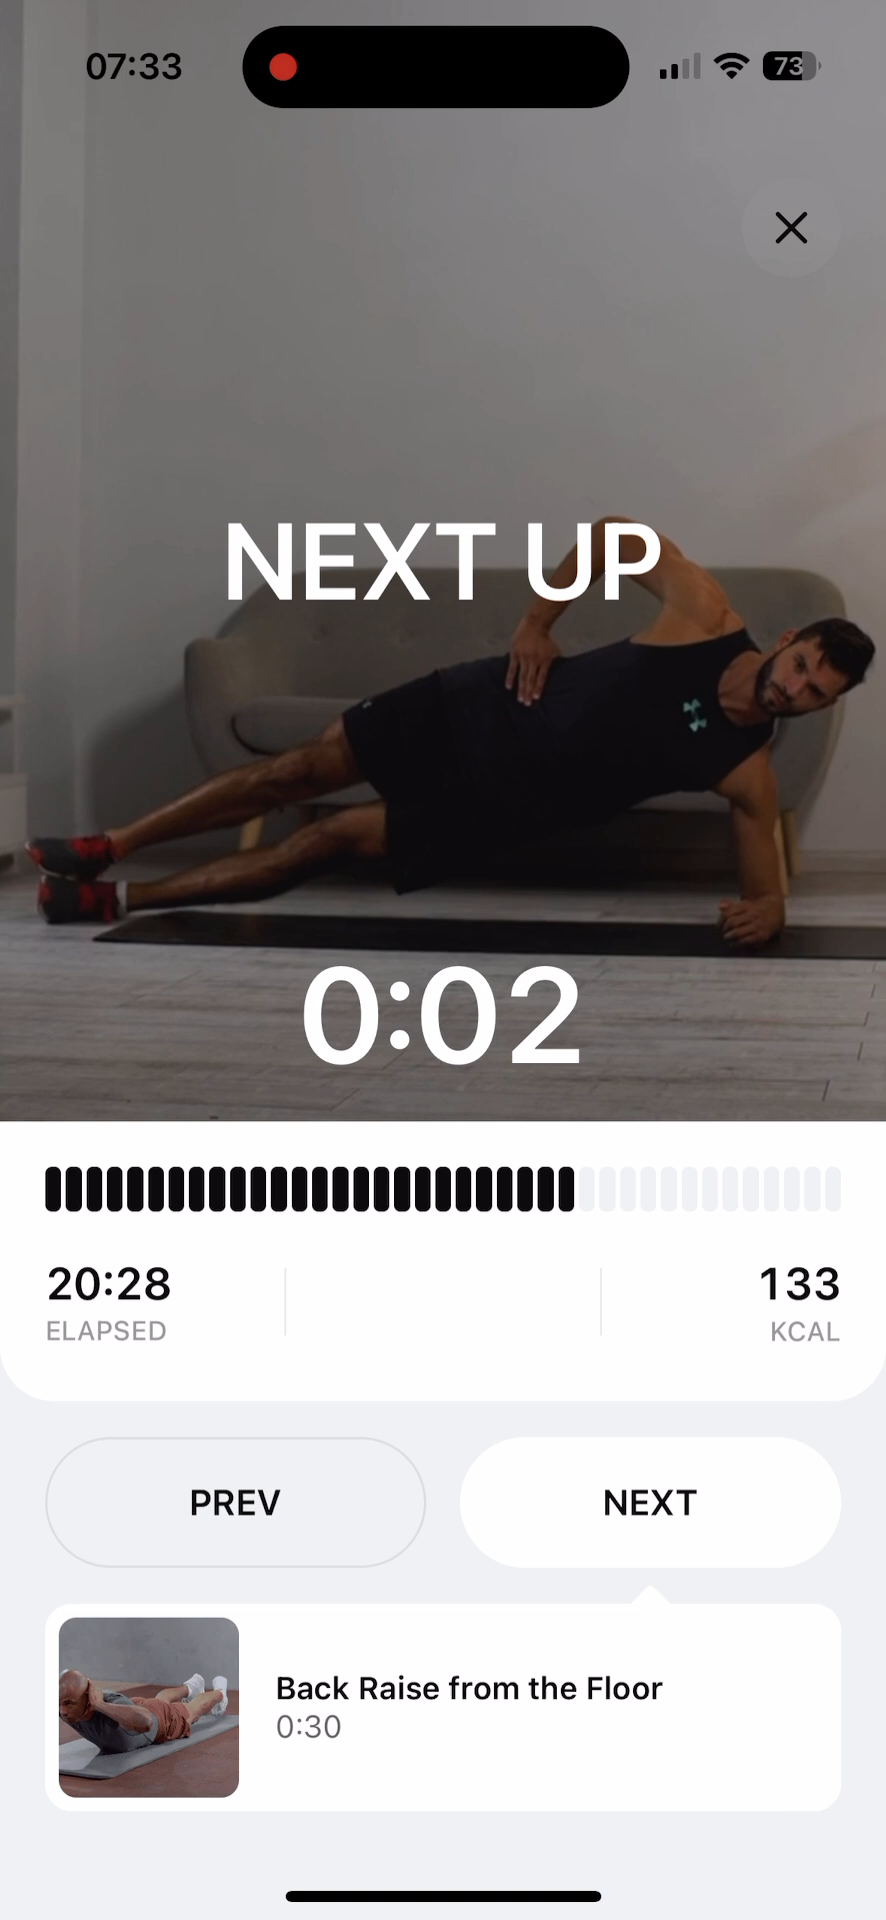 07:33
73
NEXT UP
0:02
20:28
ELAPSED
133
KCAL
PREV
NEXT
Back Raise from the Floor
0:30